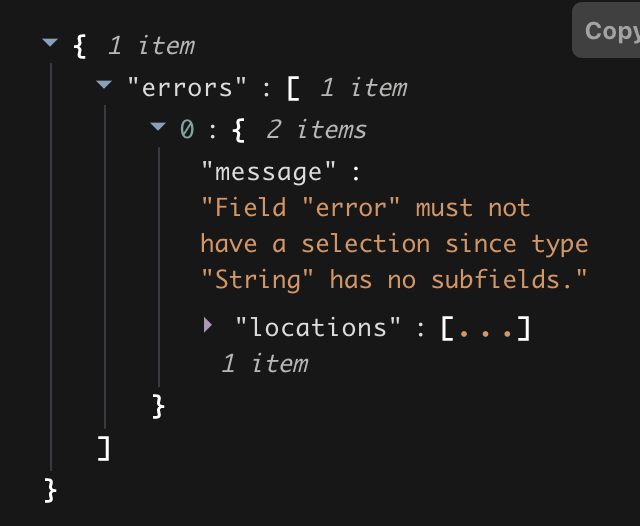 { 1 item
"errors" : [ 1 item
0 : { 2 items
"message" :
"Field "error" must not
have a selection since type
"String" has no subfields."
"locations" : [...]
1 item
}
]
}
Copy